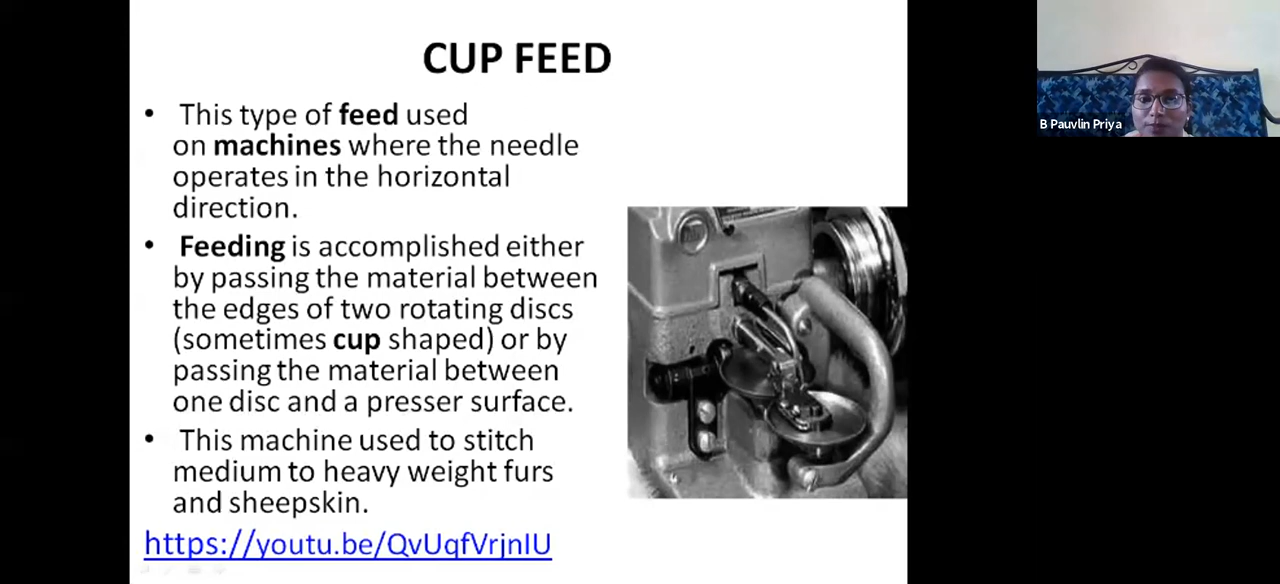 CUP FEED
• This type of feed used
on machines where the needle
operates in the horizontal
direction.
• Feeding is accomplished either
by passing the material between
the edges of two rotating discs
(sometimes cup shaped) or by
passing the material between
one disc and a presser surface.
• This machine used to stitch
medium to heavy weight furs
and sheepskin.
https://youtu.be/QvUqfVrjnIU
B Pauvlin Priya